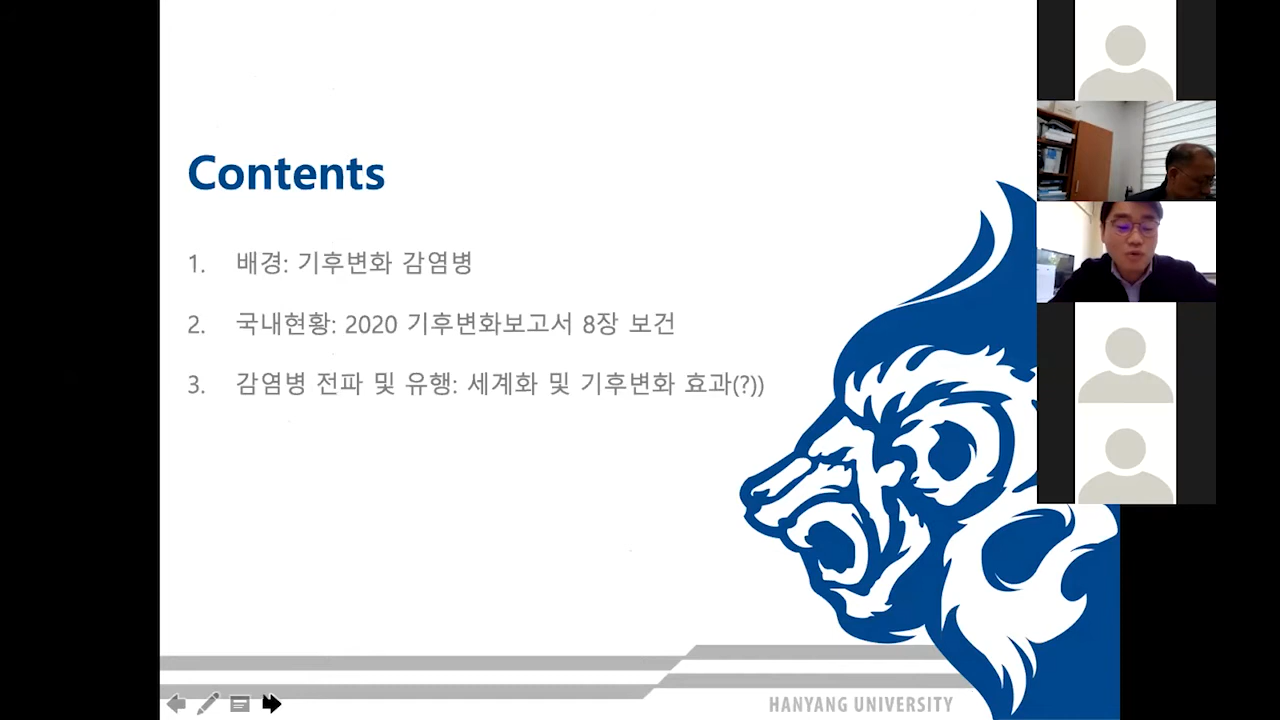 Contents
1. 배경: 기후변화 감염병
2. 국내현황: 2020 기후변화보고서 8장 보건
3. 감염병 전파 및 유행: 세계화 및 기후변화 효과(?))
HANYANG UNIVERSITY